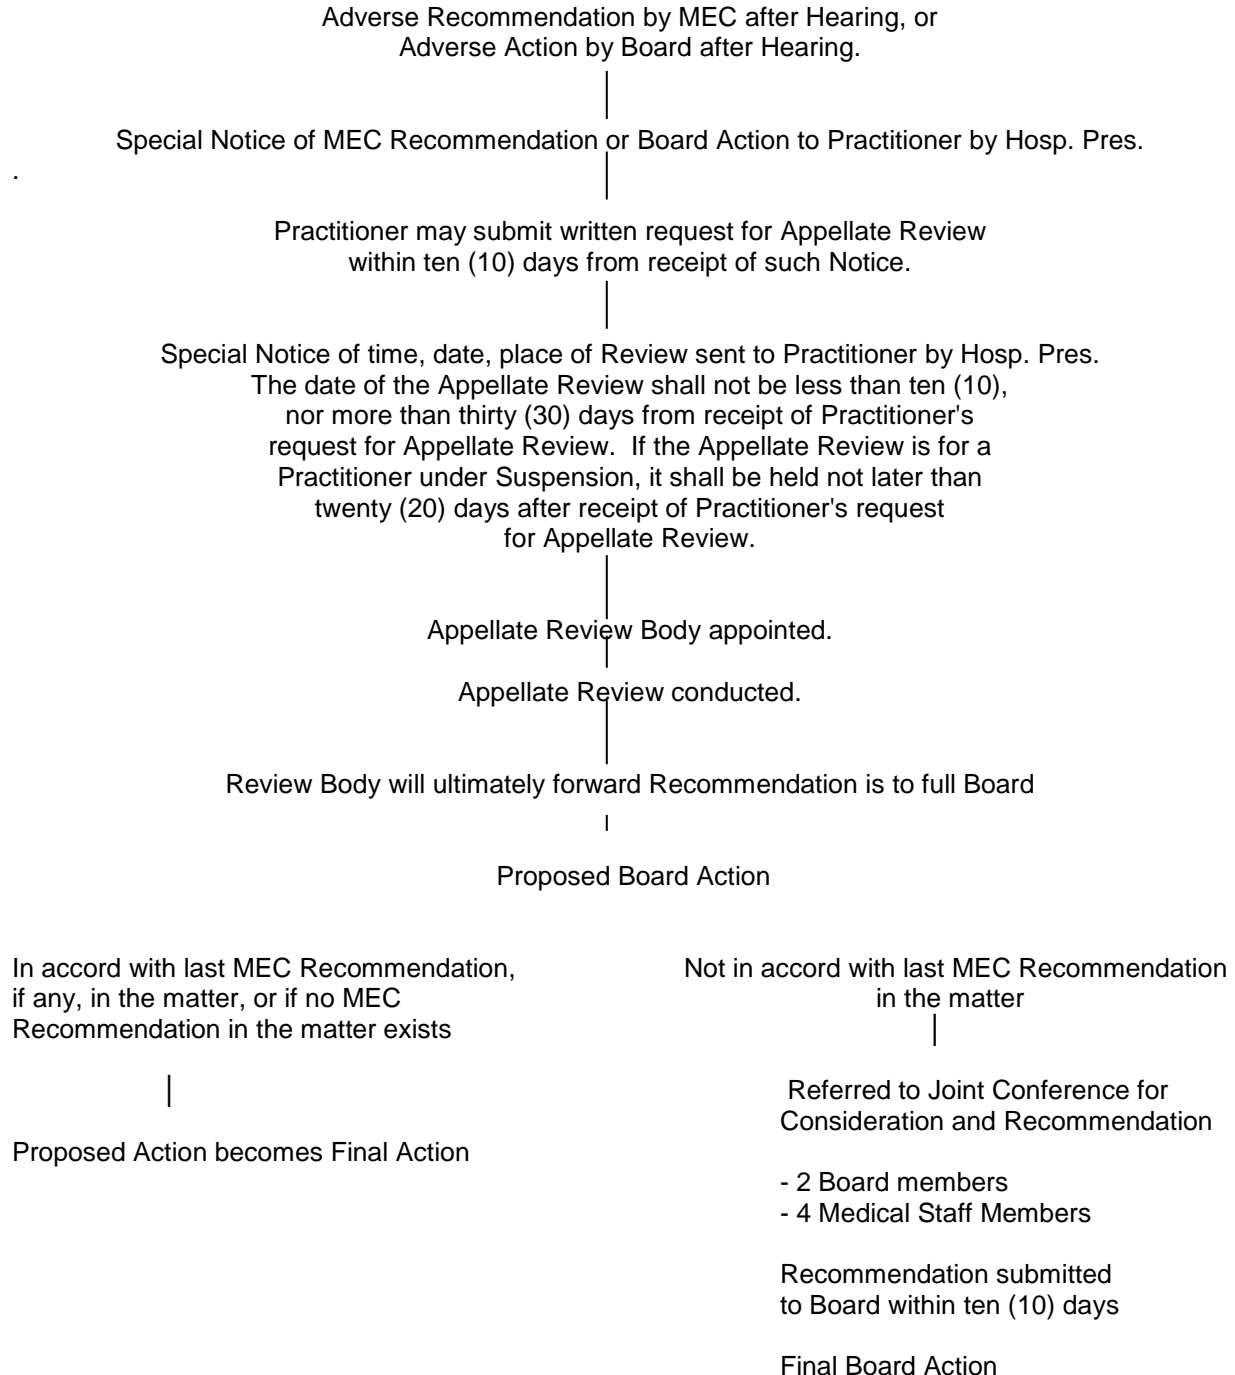 Adverse Recommendation by MEC after Hearing, or
Adverse Action by Board after Hearing.
Special Notice of MEC Recommendation or Board Action to Practitioner by Hosp. Pres.
.
Practitioner may submit written request for Appellate Review
within ten (10) days from receipt of such Notice.
Special Notice of time, date, place of Review sent to Practitioner by Hosp. Pres.
The date of the Appellate Review shall not be less than ten (10),
nor more than thirty (30) days from receipt of Practitioner's
request for Appellate Review.  If the Appellate Review is for a
Practitioner under Suspension, it shall be held not later than
twenty (20) days after receipt of Practitioner's request
for Appellate Review.
Appellate Review Body appointed.
Appellate Review conducted.
Review Body will ultimately forward Recommendation is to full Board
Proposed Board Action
In accord with last MEC Recommendation,
if any, in the matter, or if no MEC
Recommendation in the matter exists
Proposed Action becomes Final Action
Not in accord with last MEC Recommendation
in the matter
Referred to Joint Conference for
Consideration and Recommendation
- 2 Board members
- 4 Medical Staff Members
Recommendation submitted
to Board within ten (10) days
Final Board Action